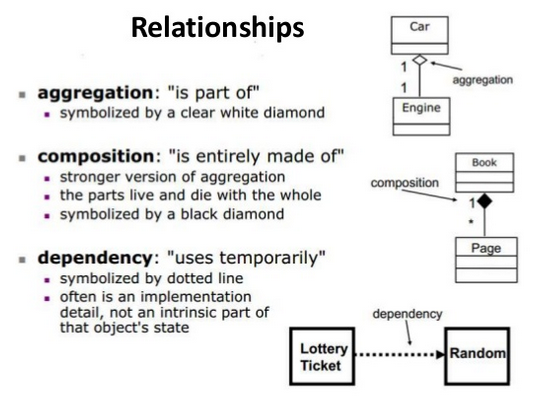 Relationships
aggregation: "is part of"
symbolized by a clear white diamond
composition: "is entirely made of"
stronger version of aggregation
the parts live and die with the whole
symbolized by a black diamond
dependency: "uses temporarily"
symbolized by dotted line
often is an implementation
detail, not an intrinsic part of
that object's state
Car
1
aggregation
1
Engine
Book
composition
1
*
Page
dependency
Lottery
Ticket
Random